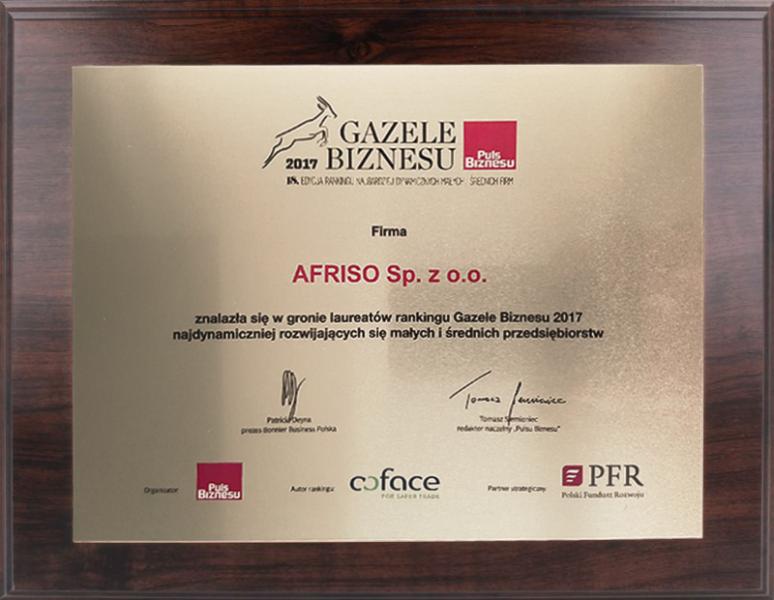 GAZELE
2017 BIZNESU
Puls
Biznesu
18. EDYCJA RANKINGU NAJBARDZIEJ DYNAMICZNYCH MAŁYCH I ŚREDNICH FIRM
Firma
AFRISO Sp. z o.o.
znalazła się w gronie laureatów rankingu Gazele Biznesu 2017
najdynamiczniej rozwijających się małych i średnich przedsiębiorstw
Patricia Deyna
prezes Bonnier Business Polska
Tomasz Siemieniec
redaktor naczelny „Pulsu Biznesu"
Organizator:
Puls
Biznesu
Autor rankingu:
coface
FOR SAFER TRADE
Partner strategiczny:
PFR
Polski Fundusz Rozwoju